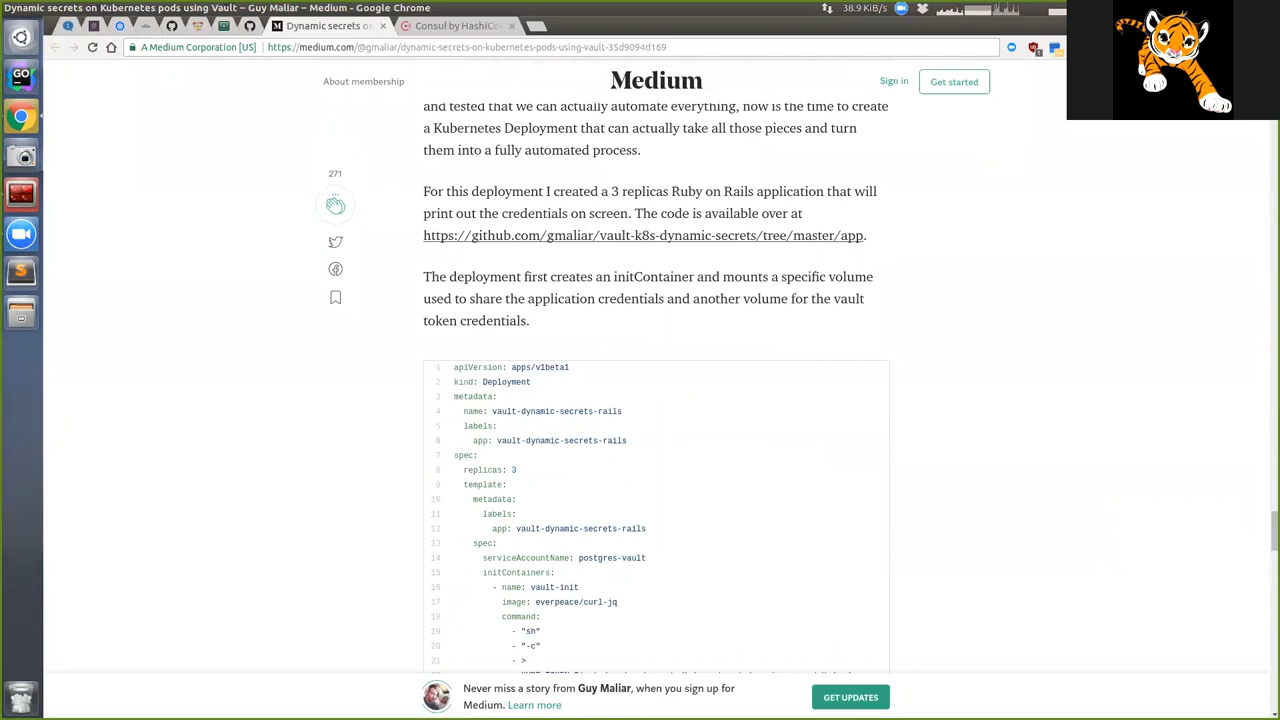 Dynamic secrets on Kubernetes pods using Vault – Guy Maliar – Medium - Google Chrome
38.9 KiB/s
Dynamic secrets on
Consul by HashiCo
A Medium Corporation [US]
https://medium.com/@gmaliar/dynamic-secrets-on-kubernetes-pods-using-vault-35d9094d169
About membership
Medium
Sign in
Get started
and tested that we can actually automate everything, now is the time to create
a Kubernetes Deployment that can actually take all those pieces and turn
them into a fully automated process.
271
For this deployment I created a 3 replicas Ruby on Rails application that will
print out the credentials on screen. The code is available over at
https://github.com/gmaliar/vault-k8s-dynamic-secrets/tree/master/app.
The deployment first creates an initContainer and mounts a specific volume
used to share the application credentials and another volume for the vault
token credentials.
1 apiVersion: apps/v1beta1
2 kind: Deployment
3 metadata:
4 name: vault-dynamic-secrets-rails
5 labels:
6 app: vault-dynamic-secrets-rails
7 spec:
8 replicas: 3
9 template:
10 metadata:
11 labels:
12 app: vault-dynamic-secrets-rails
13 spec:
14 serviceAccountName: postgres-vault
15 initContainers:
16 - name: vault-init
17 image: everpeace/curl-jq
18 command:
19 - "sh"
20 - "-c"
21 - >
Never miss a story from Guy Maliar, when you sign up for
Medium. Learn more
GET UPDATES